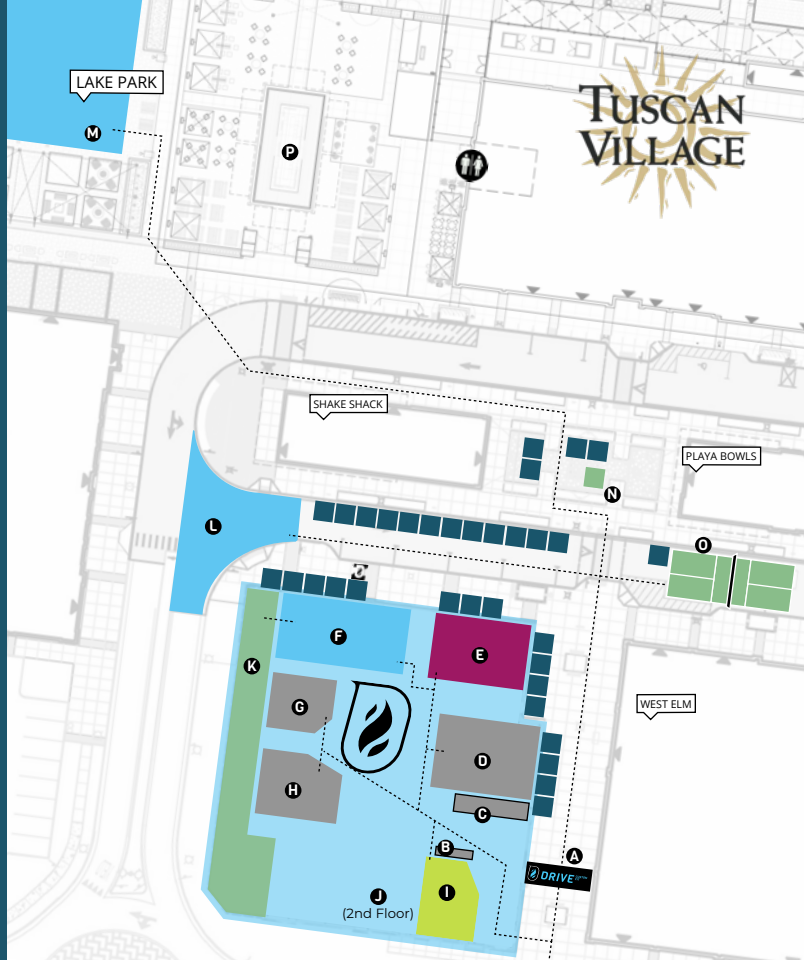 LAKE PARK
M
P
TUSCAN
VILLAGE
SHAKE SHACK
PLAYA BOWLS
N
L
O
F
E
K
G
WEST ELM
D
H
C
B
A
DRIVE
I
J
(2nd Floor)